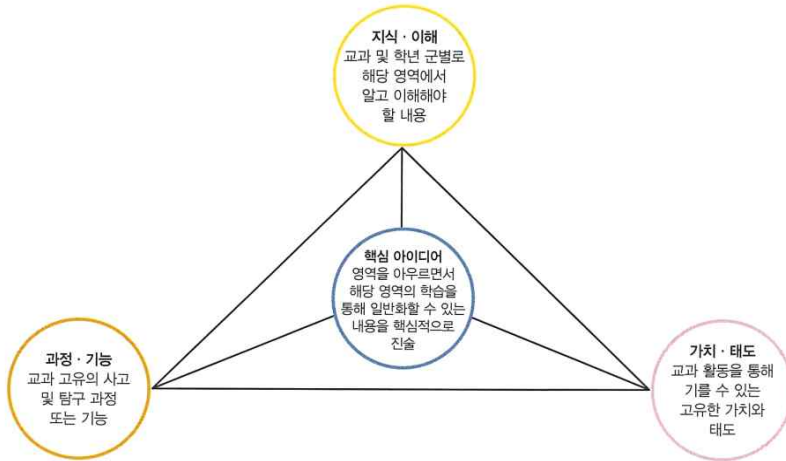 지식 · 이해
교과 및 학년 군별로
해당 영역에서
알고 이해해야
할 내용
핵심 아이디어
영역을 아우르면서
해당 영역의 학습을
통해 일반화할 수 있는
내용을 핵심적으로
진술
과정 · 기능
교과 고유의 사고
및 탐구 과정
또는 기능
가치 · 태도
교과 활동을 통해
기를 수 있는
고유한 가치와
태도